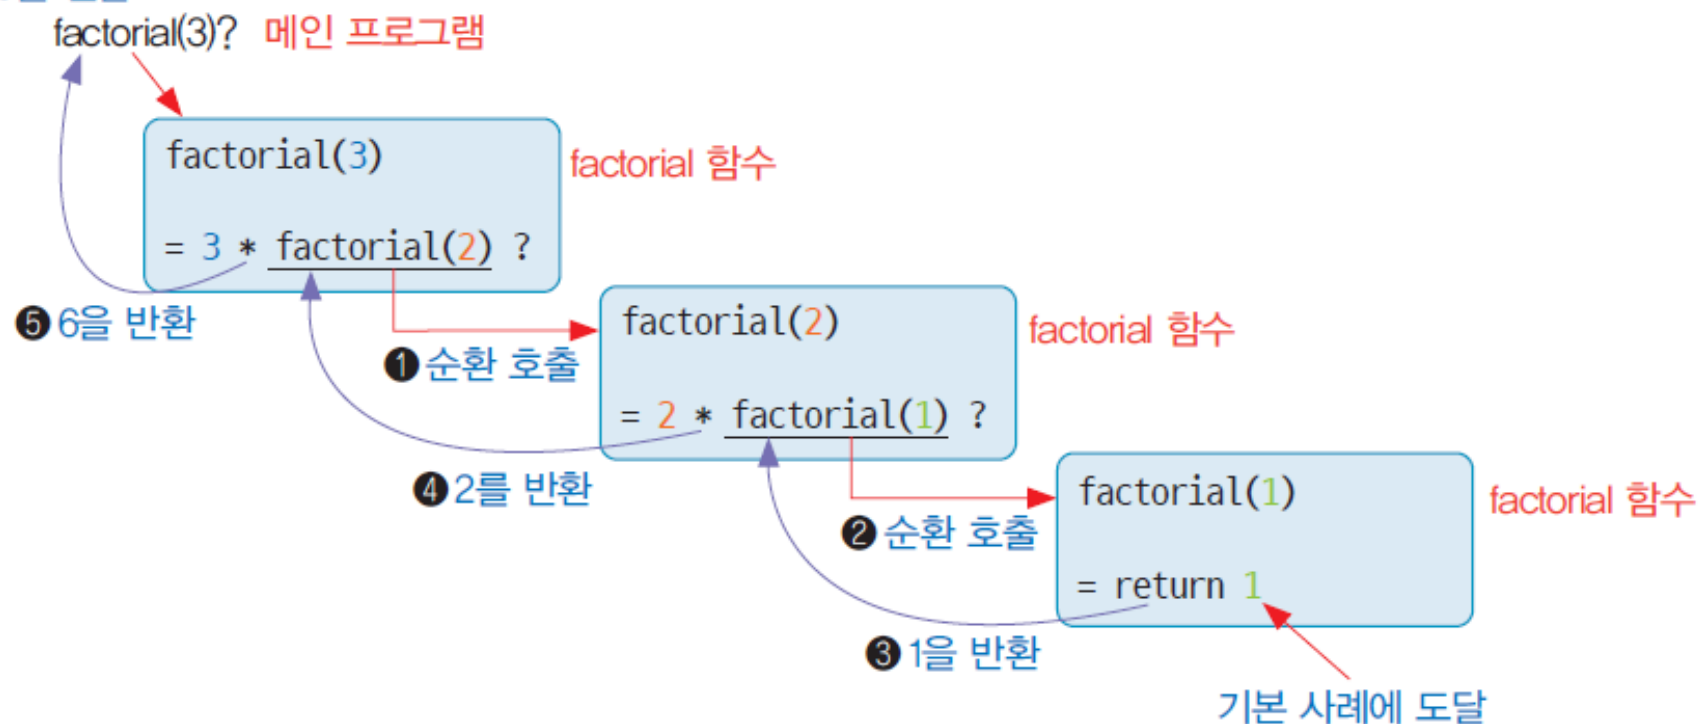 factorial(3)? 메인 프로그램
factorial(3)
factorial 함수
= 3 * factorial(2) ?
❺ 6을 반환
❶ 순환 호출
factorial(2)
factorial 함수
= 2 * factorial(1) ?
❹ 2를 반환
❷ 순환 호출
factorial(1)
factorial 함수
= return 1
❸ 1을 반환
기본 사례에 도달